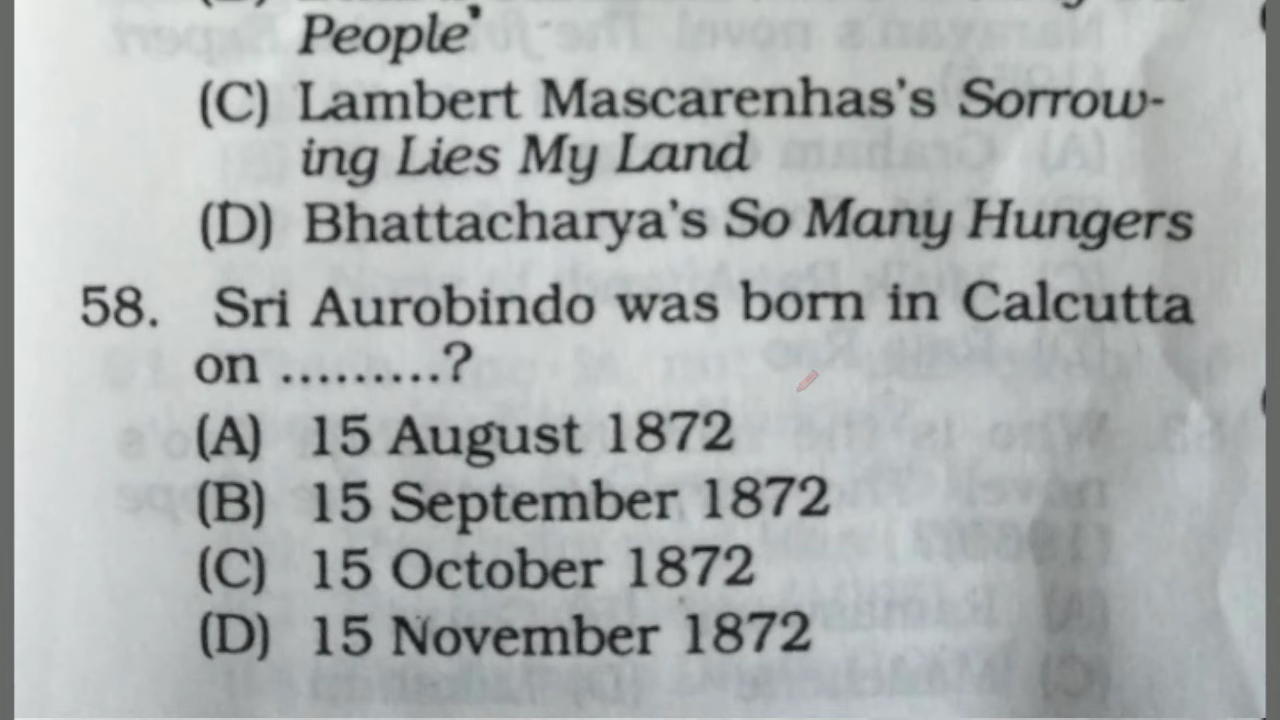 People'
(C) Lambert Mascarenhas's Sorrow-
ing Lies My Land
(D) Bhattacharya's So Many Hungers
58. Sri Aurobindo was born in Calcutta
on .........?
(A) 15 August 1872
(B) 15 September 1872
(C) 15 October 1872
(D) 15 November 1872